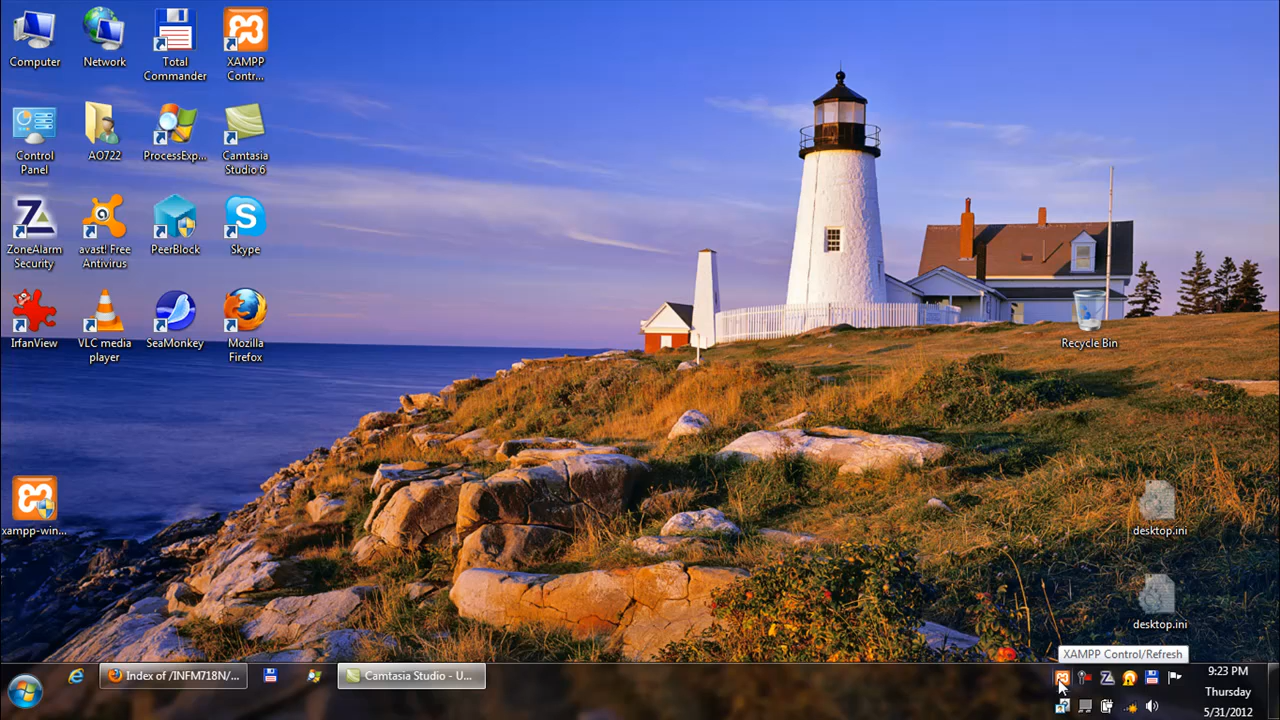 Computer
Network
Total
Commander
XAMPP
Contr...
Control
Panel
AO722
ProcessExp...
Camtasia
Studio 6
ZoneAlarm
Security
avast! Free
Antivirus
PeerBlock
Skype
IrfanView
VLC media
player
SeaMonkey
Mozilla
Firefox
Recycle Bin
xampp-win...
desktop.ini
desktop.ini
XAMPP Control/Refresh
Index of /INFM718N/...
Camtasia Studio - U...
9:23 PM
Thursday
5/31/2012